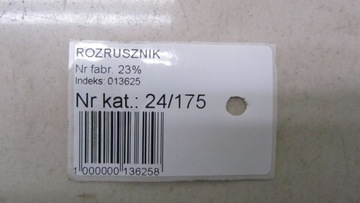 ROZRUSZNIK
Nr fabr. 23%
Indeks: 013625
Nr kat.: 24/175
1 000000 136258